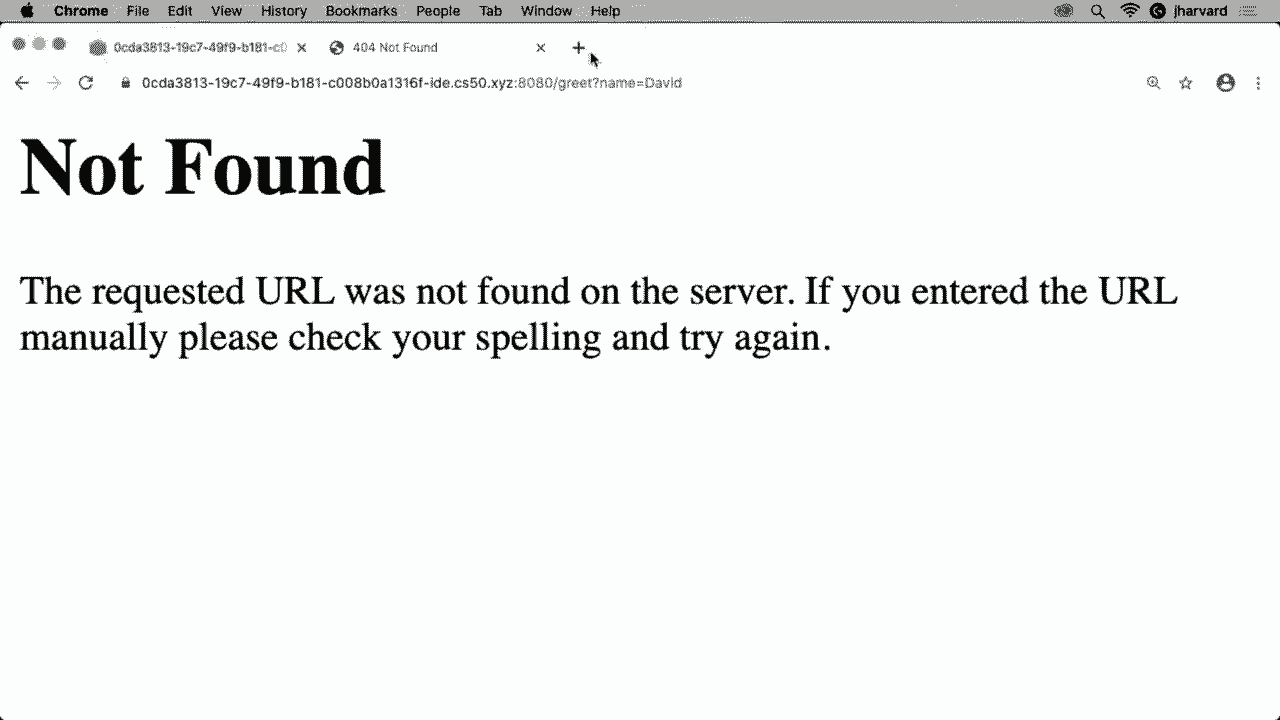 Chrome File Edit View History Bookmarks People Tab Window Help jharvard
0cda3813-19c7-49f9-b181-c0 404 Not Found
0cda3813-19c7-49f9-b181-c008b0a1316f-ide.cs50.xyz:8080/greet?name=David
Not Found
The requested URL was not found on the server. If you entered the URL
manually please check your spelling and try again.